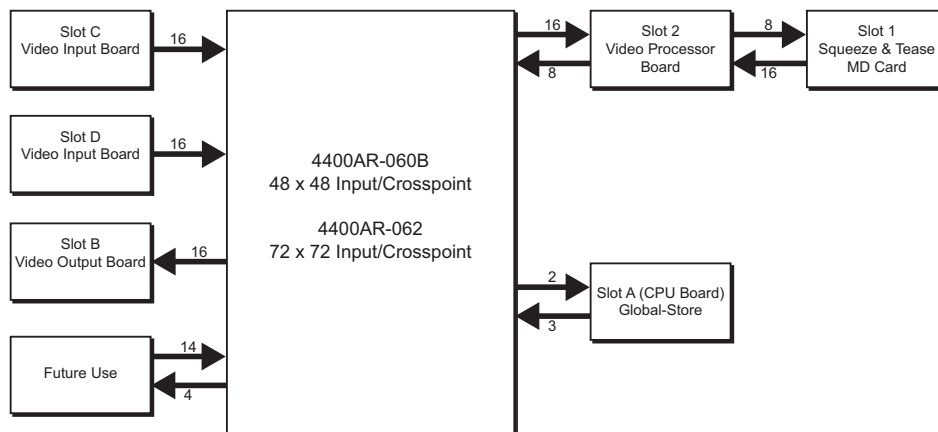 Slot C
Video Input Board
16
Slot D
Video Input Board
16
Slot B
Video Output Board
16
Future Use
14
4
4400AR-060B
48 x 48 Input/Crosspoint
4400AR-062
72 x 72 Input/Crosspoint
16
8
Slot 2
Video Processor
Board
8
16
Slot 1
Squeeze & Tease
MD Card
2
3
Slot A (CPU Board)
Global-Store